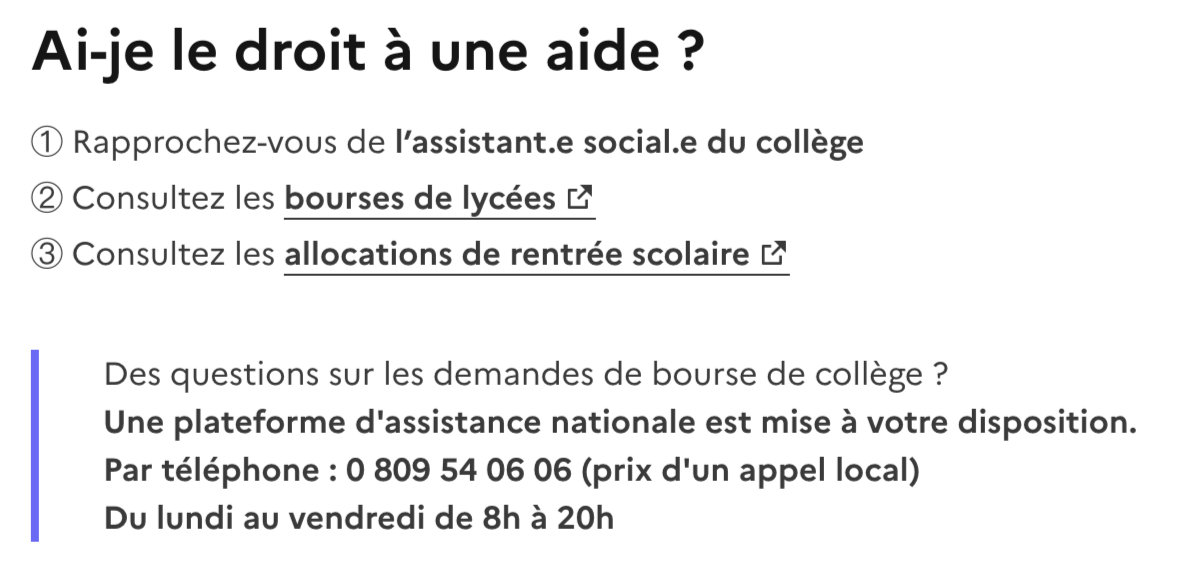 Ai-je le droit à une aide ?
① Rapprochez-vous de l’assistant.e social.e du collège
② Consultez les bourses de lycées
③ Consultez les allocations de rentrée scolaire
Des questions sur les demandes de bourse de collège ?
Une plateforme d'assistance nationale est mise à votre disposition.
Par téléphone : 0 809 54 06 06 (prix d'un appel local)
Du lundi au vendredi de 8h à 20h